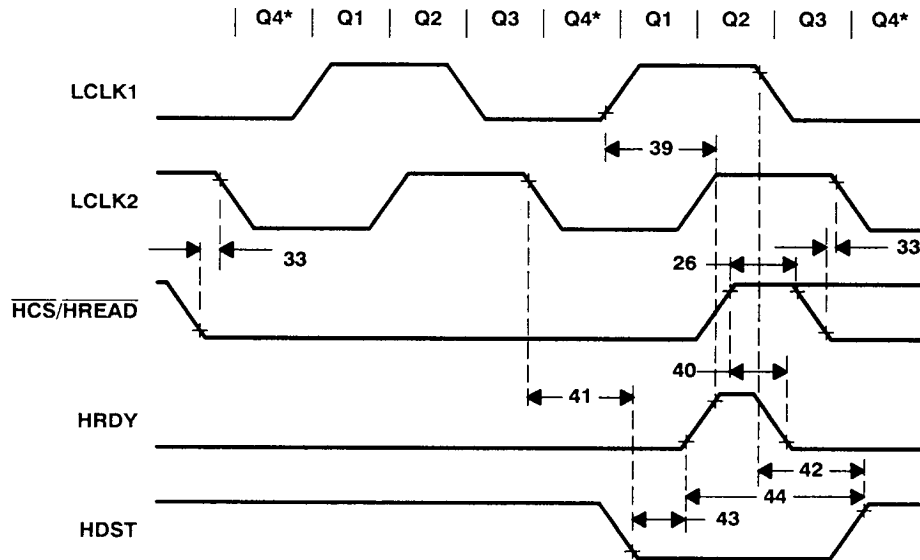 Q4* Q1 Q2 Q3 Q4* Q1 Q2 Q3 Q4*
LCLK1
39
LCLK2
33
33
26
HCS/HREAD
40
41
HRDY
42
44
43
HDST